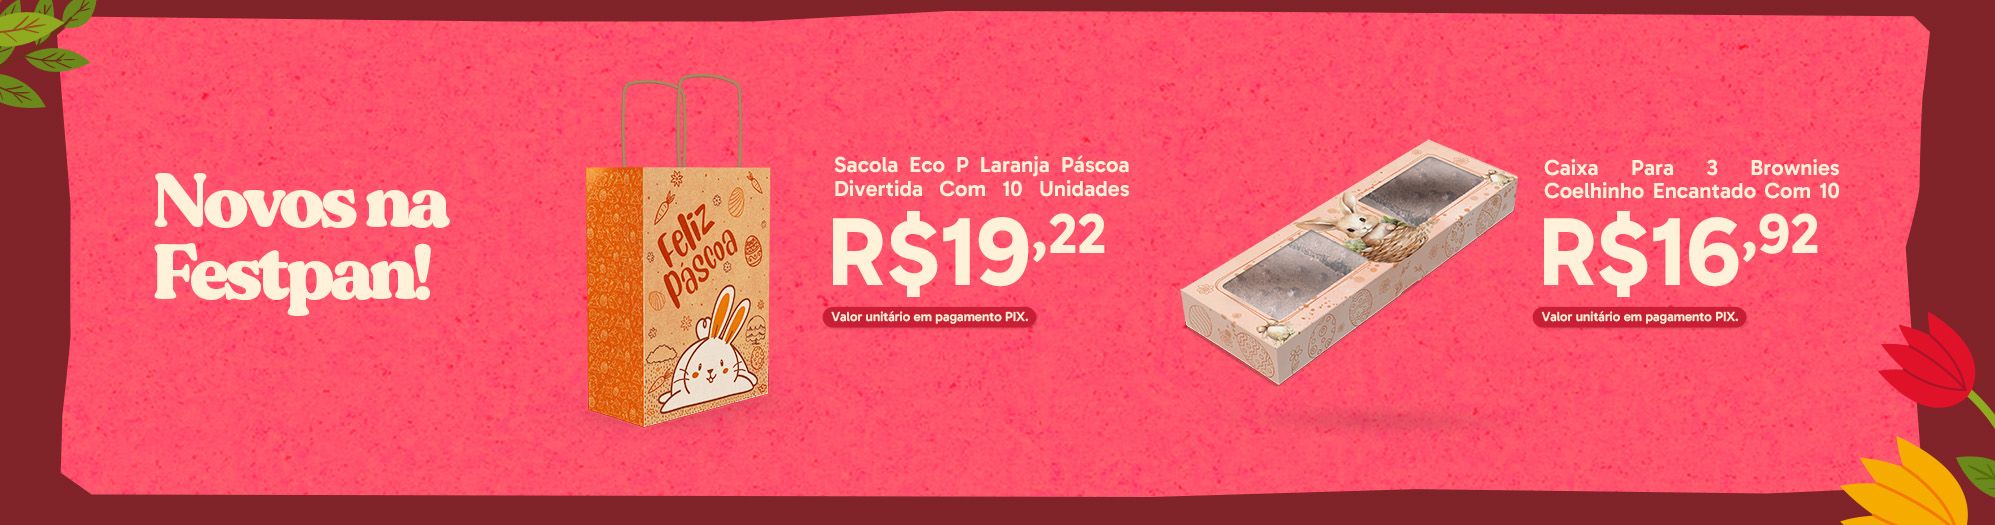 Novos na
Festpan!
Feliz
páscoa
Sacola Eco P Laranja Páscoa
Divertida Com 10 Unidades
R$19,22
Valor unitário em pagamento PIX.
Caixa Para 3 Brownies
Coelhinho Encantado Com 10
R$16,92
Valor unitário em pagamento PIX.